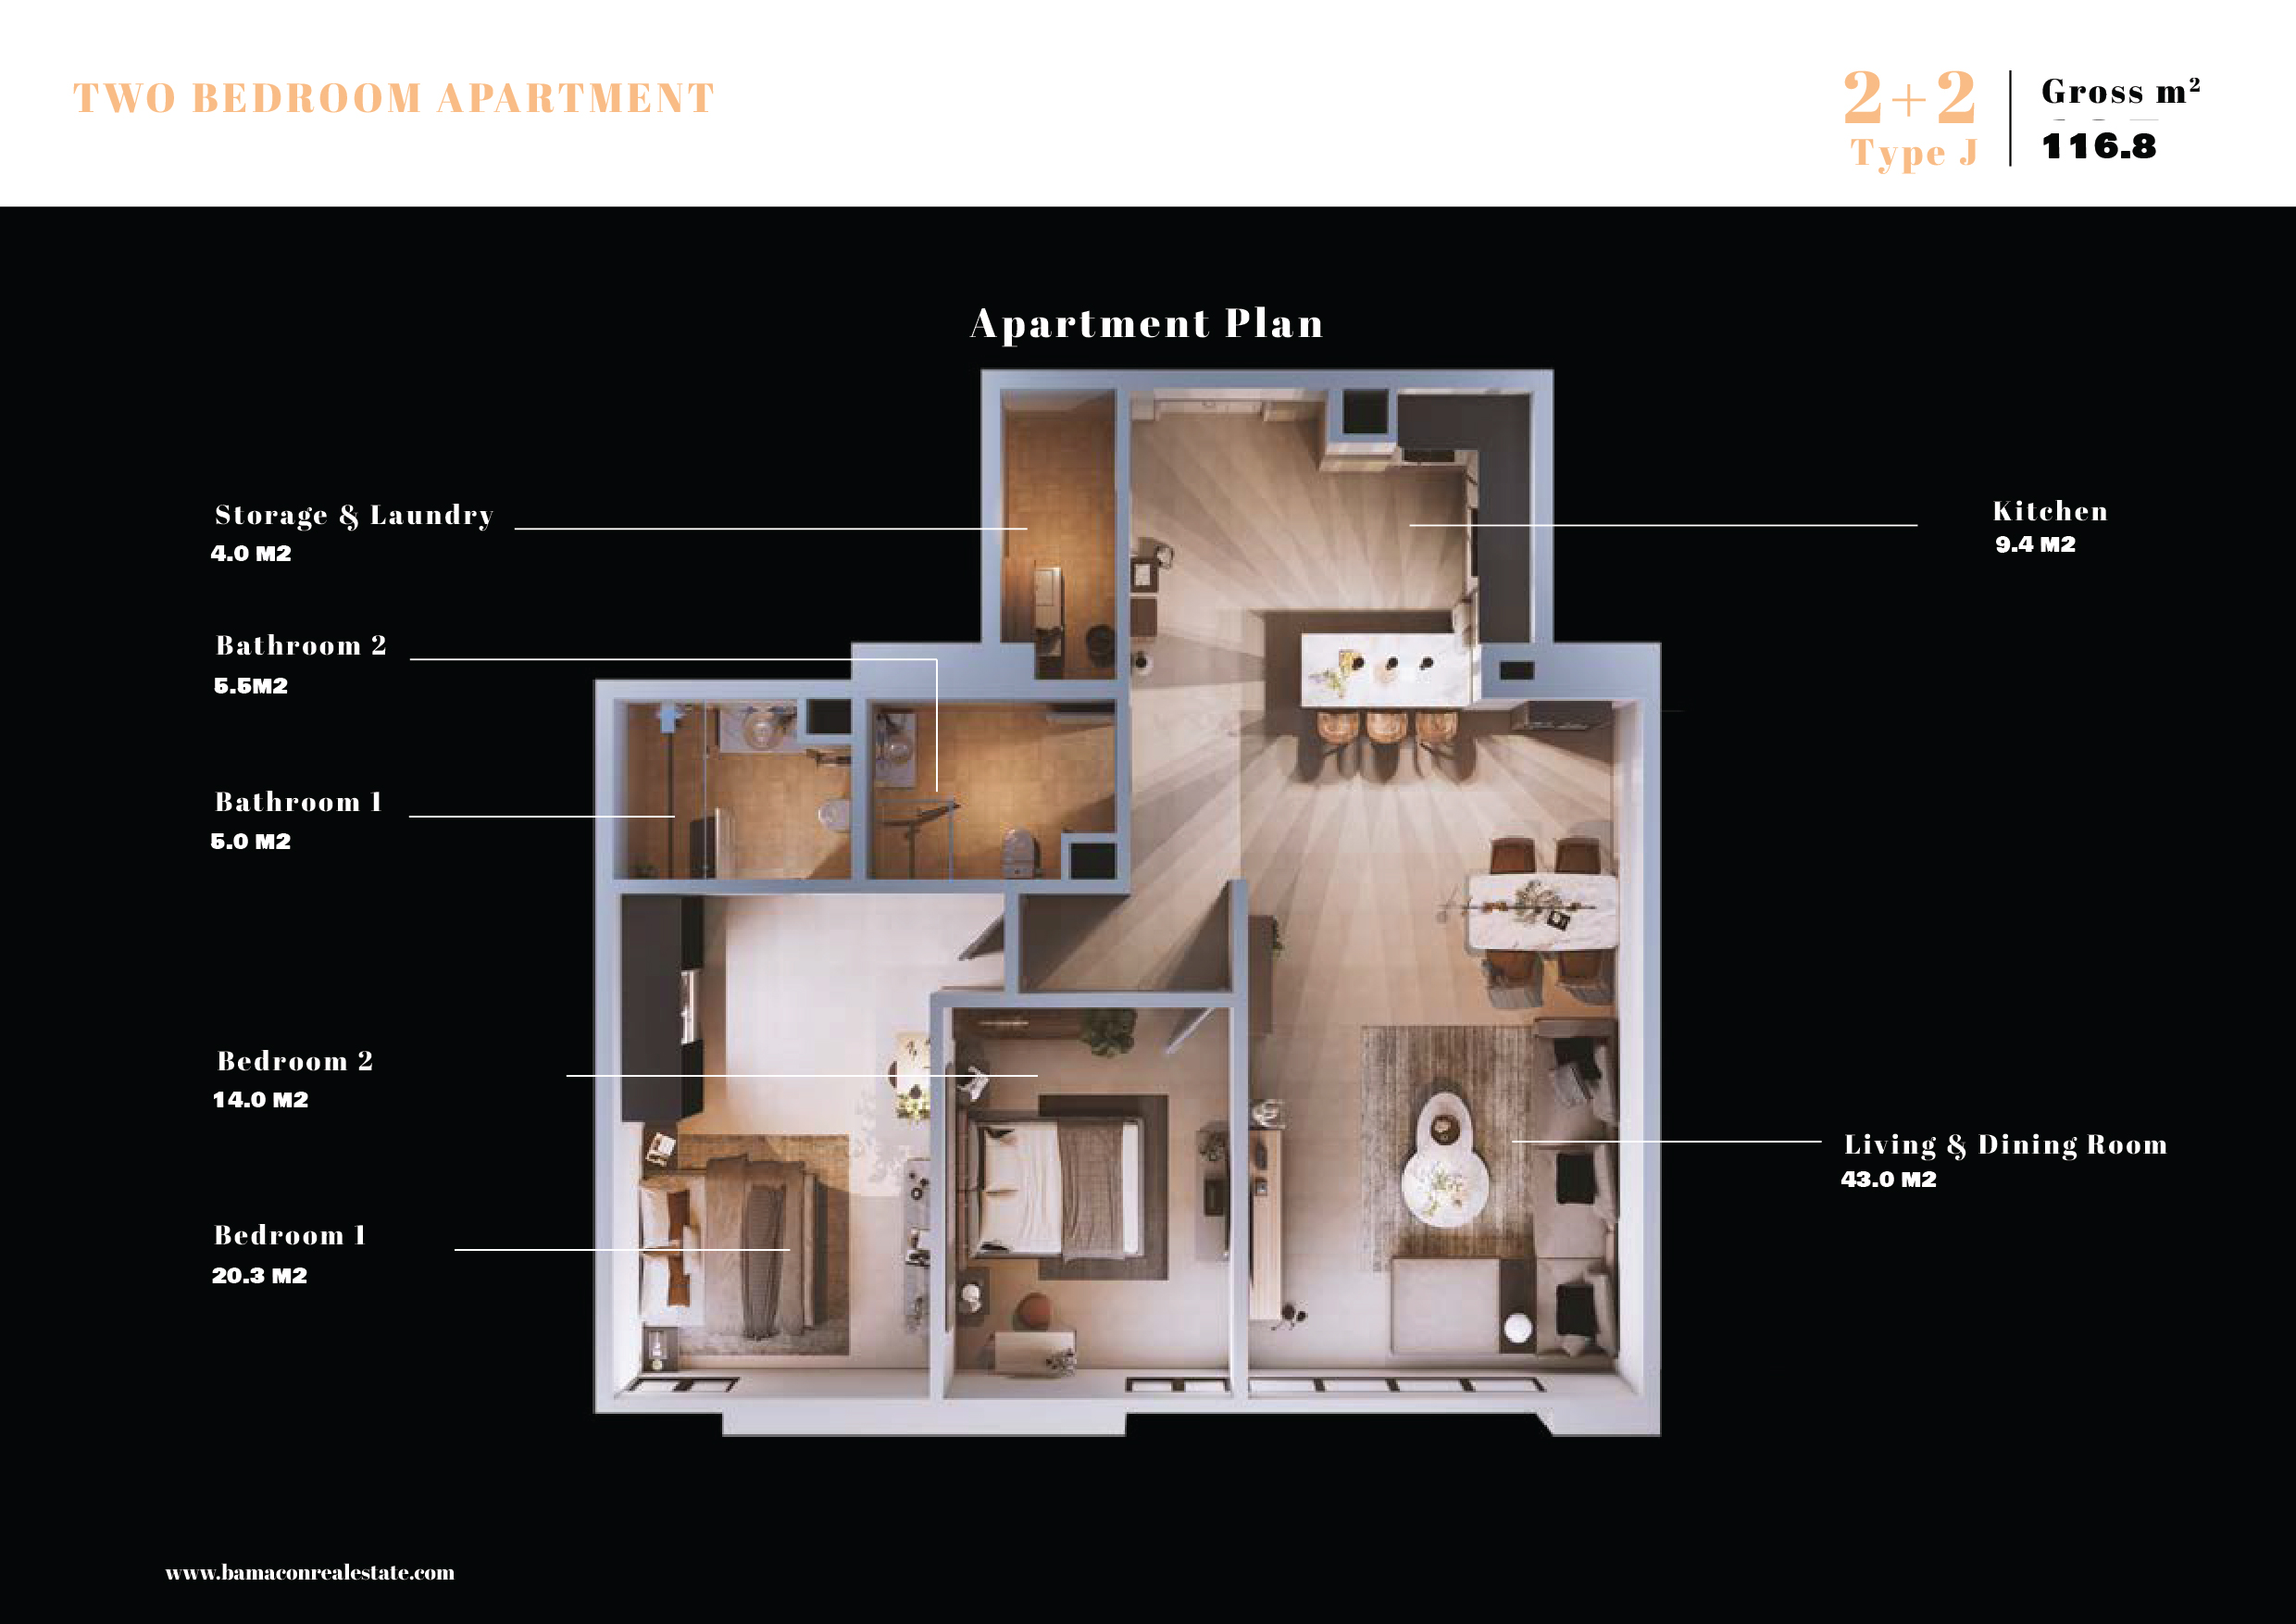 TWO BEDROOM APARTMENT
2+2
Type J
Gross m²
116.8
Apartment Plan
Storage & Laundry
4.0 M2
Bathroom 2
5.5M2
Bathroom 1
5.0 M2
Bedroom 2
14.0 M2
Bedroom 1
20.3 M2
Kitchen
9.4 M2
Living & Dining Room
43.0 M2
www.bamaconrealestate.com